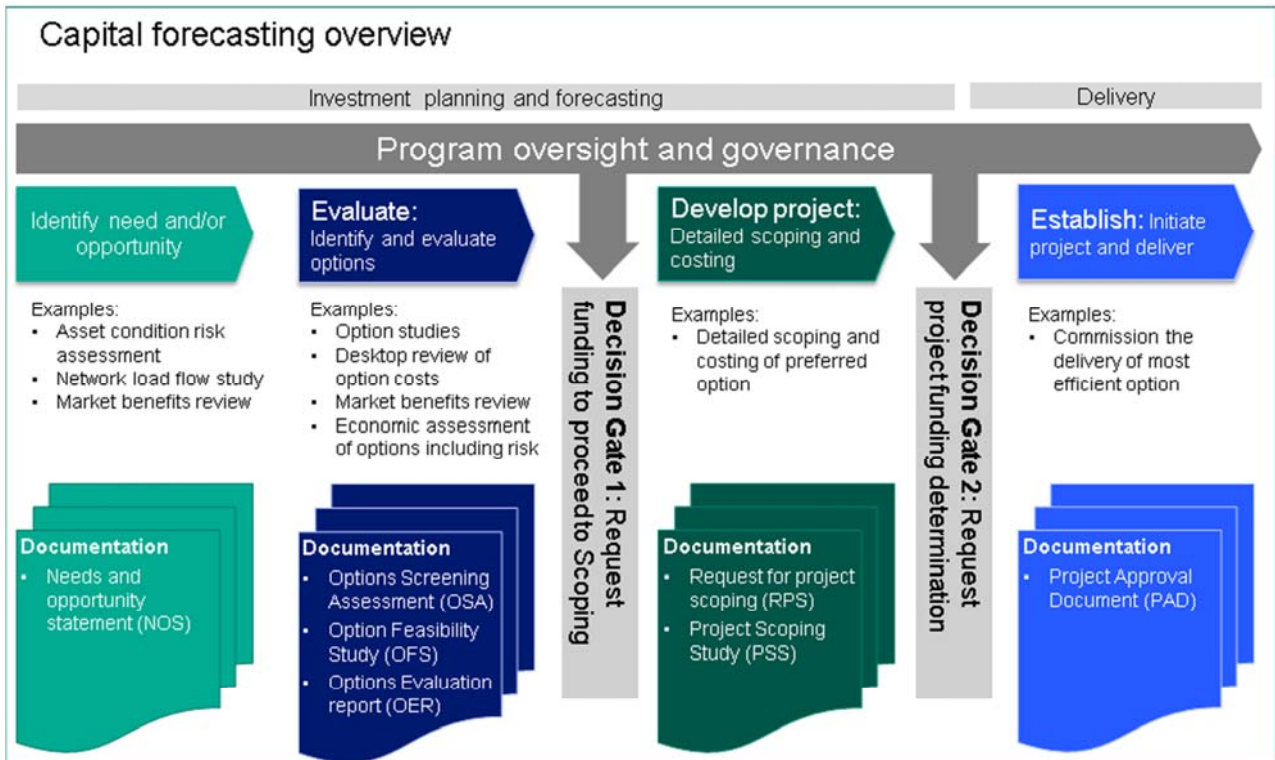 Capital forecasting overview
Investment planning and forecasting
Delivery
Program oversight and governance
Identify need and/or
opportunity
Examples:
▪ Asset condition risk
assessment
▪ Network load flow study
▪ Market benefits review
Documentation
• Needs and
opportunity
statement (NOS)
Evaluate:
Identify and evaluate
options
Examples:
▪ Option studies
▪ Desktop review of
option costs
▪ Market benefits review
▪ Economic assessment
of options including risk
Documentation
• Options Screening
Assessment (OSA)
• Option Feasibility
Study (OFS)
• Options Evaluation
report (OER)
Decision Gate 1: Request
funding to proceed to Scoping
Develop project:
Detailed scoping and
costing
Examples:
▪ Detailed scoping and
costing of preferred
option
Documentation
• Request for project
scoping (RPS)
• Project Scoping
Study (PSS)
Decision Gate 2: Request
project funding determination
Establish: Initiate
project and deliver
Examples:
▪ Commission the
delivery of most
efficient option
Documentation
• Project Approval
Document (PAD)